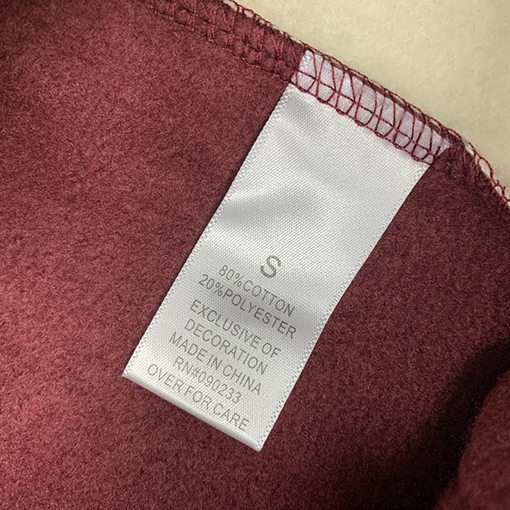 S
80%COTTON
20%POLYESTER
EXCLUSIVE OF
DECORATION
MADE IN CHINA
RN#090233
OVER FOR CARE